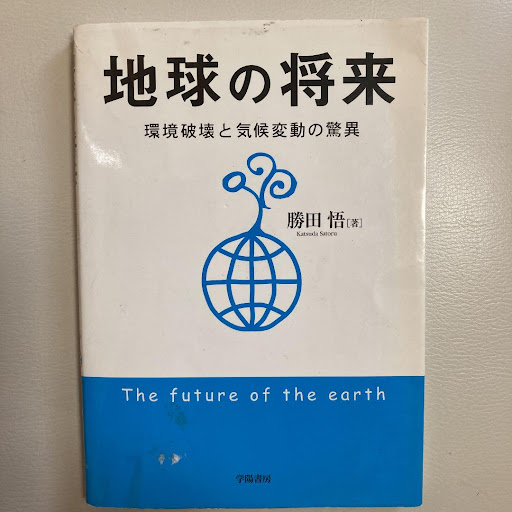 地球の将来
環境破壊と気候変動の驚異
勝田 悟[著]
Katsuda Satoru
The future of the earth
学陽書房